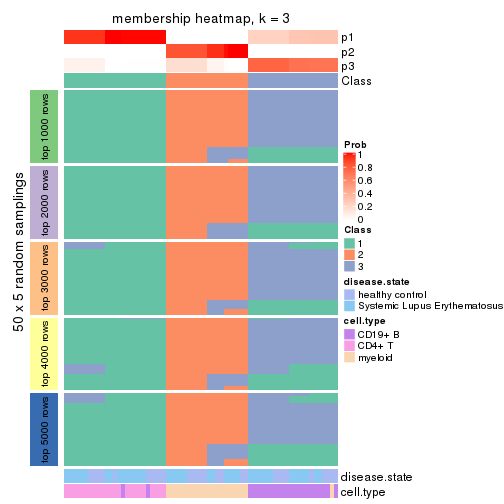 membership heatmap, k = 3
p1
p2
p3
Class
50 x 5 random samplings
top 1000 rows
top 2000 rows
top 3000 rows
top 4000 rows
top 5000 rows
Prob
1
0.8
0.6
0.4
0.2
0
Class
1
2
3
disease.state
healthy control
Systemic Lupus Erythematosus
cell.type
CD19+ B
CD4+ T
myeloid
disease.state
cell.type